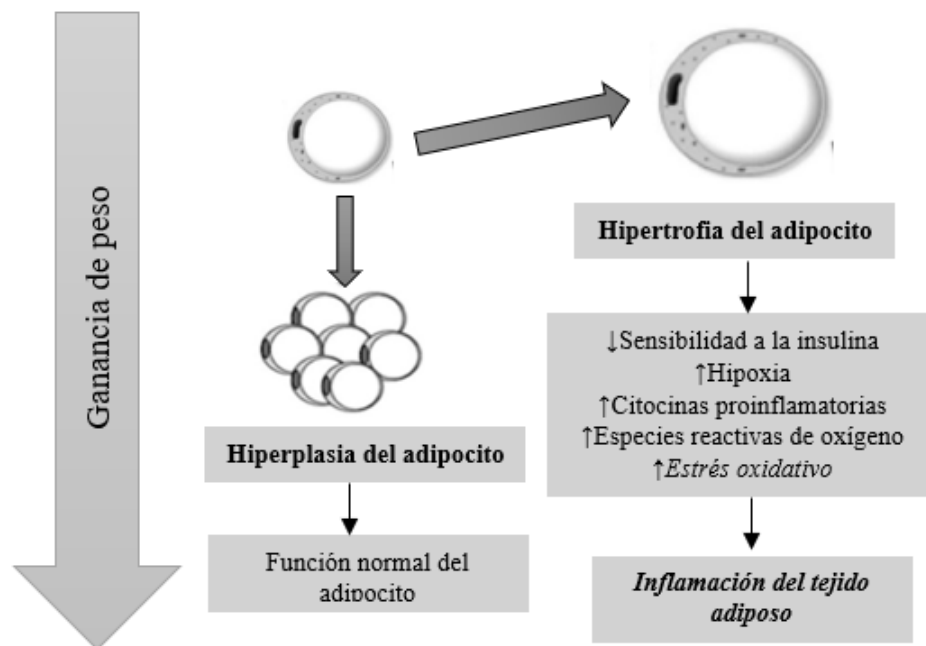 Ganancia de peso
Hiperplasia del adipocito
Función normal del
adipocito
Hipertrofia del adipocito
↓Sensibilidad a la insulina
↑Hipoxia
↑Citocinas proinflamatorias
↑Especies reactivas de oxígeno
↑Estrés oxidativo
Inflamación del tejido
adiposo